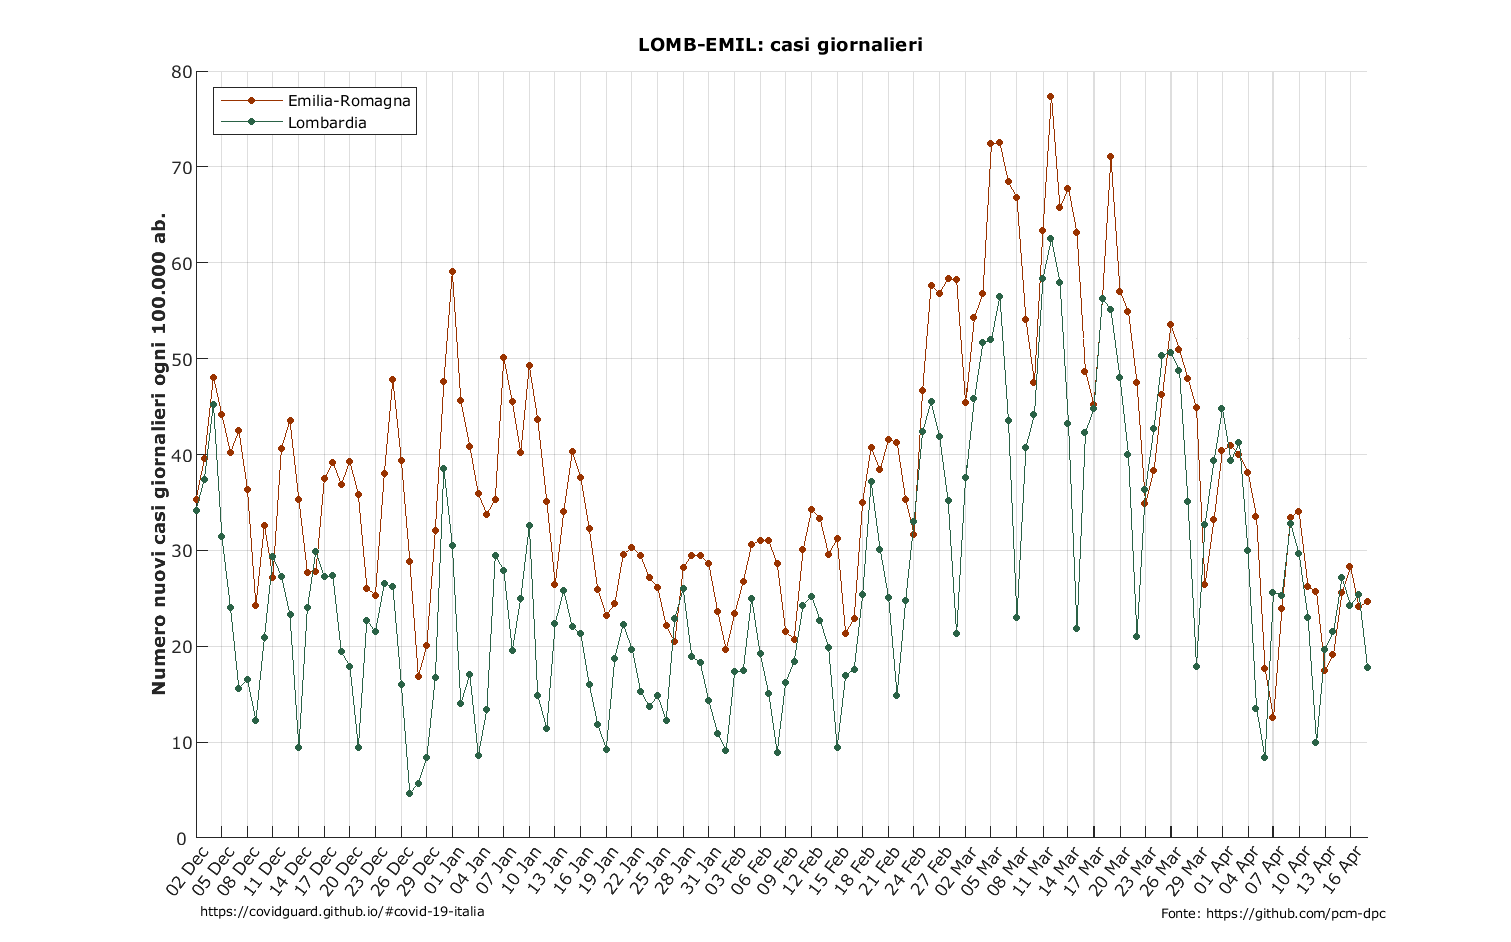 LOMB-EMIL: casi giornalieri
Emilia-Romagna
Lombardia
Numero nuovi casi giornalieri ogni 100.000 ab.
80
70
60
50
40
30
20
10
0
02 Dec
05 Dec
08 Dec
11 Dec
14 Dec
17 Dec
20 Dec
23 Dec
26 Dec
29 Dec
01 Jan
04 Jan
07 Jan
10 Jan
13 Jan
16 Jan
19 Jan
22 Jan
25 Jan
28 Jan
31 Jan
03 Feb
06 Feb
09 Feb
12 Feb
15 Feb
18 Feb
21 Feb
24 Feb
27 Feb
02 Mar
05 Mar
08 Mar
11 Mar
14 Mar
17 Mar
20 Mar
23 Mar
26 Mar
29 Mar
01 Apr
04 Apr
07 Apr
10 Apr
13 Apr
16 Apr
https://covidguard.github.io/#covid-19-italia
Fonte: https://github.com/pcm-dpc